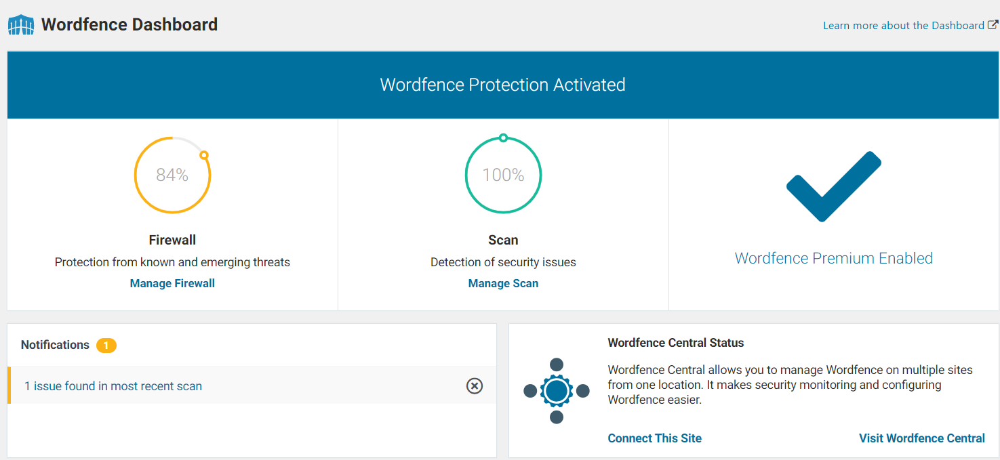 Wordfence Dashboard
Learn more about the Dashboard
Wordfence Protection Activated
84%
Firewall
Protection from known and emerging threats
Manage Firewall
100%
Scan
Detection of security issues
Manage Scan
Wordfence Premium Enabled
Notifications 1
1 issue found in most recent scan
Wordfence Central Status
Wordfence Central allows you to manage Wordfence on multiple sites
from one location. It makes security monitoring and configuring
Wordfence easier.
Connect This Site
Visit Wordfence Central